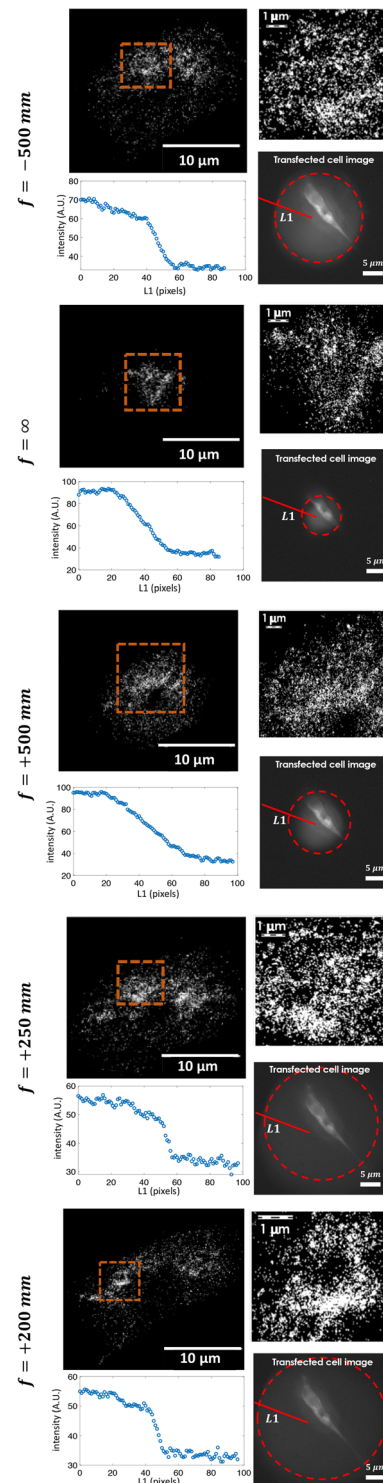 f = −500 mm
10 μm
1 μm
Transfected cell image
L1
5 μm
intensity (A.U.)
70
60
50
40
0 20 40 60 80 100
L1 (pixels)
f = ∞
10 μm
1 μm
Transfected cell image
L1
5 μm
intensity (A.U.)
100
80
60
40
20
0 20 40 60 80 100
L1 (pixels)
f = +500 mm
10 μm
1 μm
Transfected cell image
L1
5 μm
intensity (A.U.)
100
80
60
40
20
0 20 40 60 80 100
L1 (pixels)
f = +250 mm
10 μm
1 μm
Transfected cell image
L1
5 μm
intensity (A.U.)
60
50
40
30
0 20 40 60 80 100
L1 (pixels)
f = +200 mm
10 μm
1 μm
Transfected cell image
L1
5 μm
intensity (A.U.)
55
50
40
30
0 20 40 60 80 100
L1 (pixels)